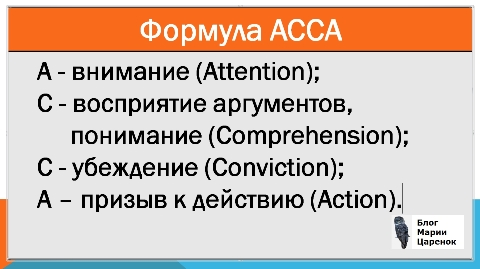 Формула АССА
А - внимание (Attention);
С - восприятие аргументов,
понимание (Comprehension);
С - убеждение (Conviction);
А – призыв к действию (Action).
Блог
Марии
Царенок